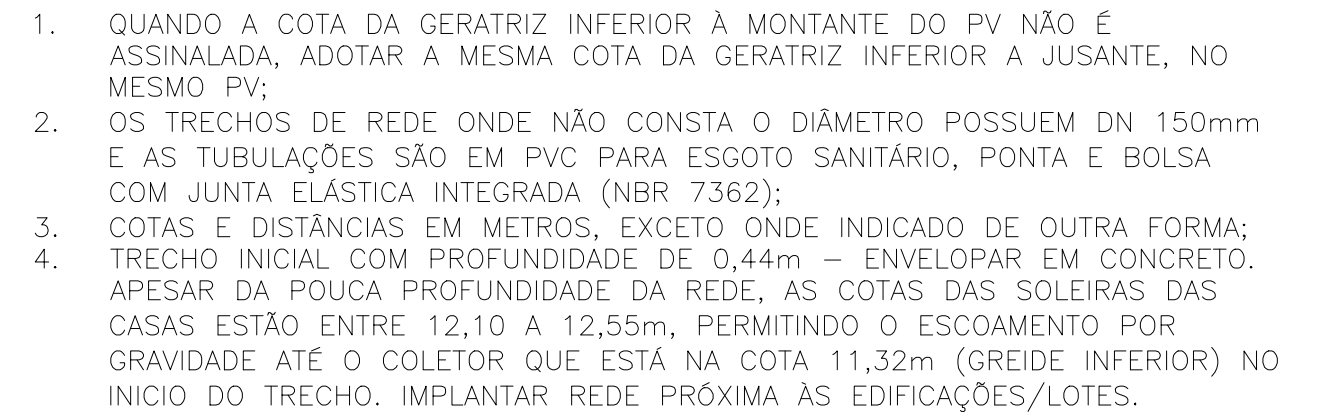 1. QUANDO A COTA DA GERATRIZ INFERIOR À MONTANTE DO PV NÃO É
ASSINALADA, ADOTAR A MESMA COTA DA GERATRIZ INFERIOR A JUSANTE, NO
MESMO PV;
2. OS TRECHOS DE REDE ONDE NÃO CONSTA O DIÂMETRO POSSUEM DN 150mm
E AS TUBULAÇÕES SÃO EM PVC PARA ESGOTO SANITÁRIO, PONTA E BOLSA
COM JUNTA ELÁSTICA INTEGRADA (NBR 7362);
3. COTAS E DISTÂNCIAS EM METROS, EXCETO ONDE INDICADO DE OUTRA FORMA;
4. TRECHO INICIAL COM PROFUNDIDADE DE 0,44m – ENVELOPAR EM CONCRETO.
APESAR DA POUCA PROFUNDIDADE DA REDE, AS COTAS DAS SOLEIRAS DAS
CASAS ESTÃO ENTRE 12,10 A 12,55m, PERMITINDO O ESCOAMENTO POR
GRAVIDADE ATÉ O COLETOR QUE ESTÁ NA COTA 11,32m (GREIDE INFERIOR) NO
INICIO DO TRECHO. IMPLANTAR REDE PRÓXIMA ÀS EDIFICAÇÕES/LOTES.